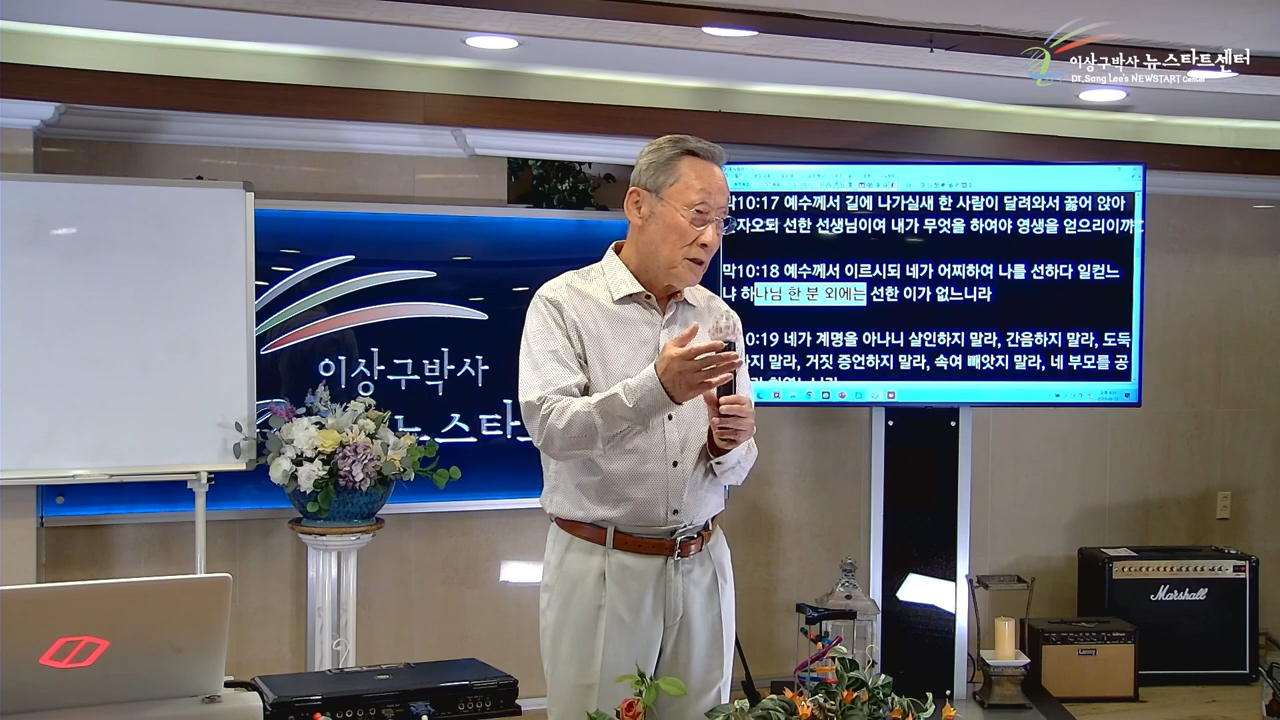 이상구박사 뉴스타트센터
Dr. Sang Lee's NEWSTART Center
막10:17 예수께서 길에 나가실새 한 사람이 달려와서 꿇어 앉아
자오되 선한 선생님이여 내가 무엇을 하여야 영생을 얻으리이까
막10:18 예수께서 이르시되 네가 어찌하여 나를 선하다 일컫느
냐 하나님 한 분 외에는 선한 이가 없느니라
0:19 네가 계명을 아나니 살인하지 말라, 간음하지 말라, 도둑
지 말라, 거짓 증언하지 말라, 속여 빼앗지 말라, 네 부모를 공
이상구박사
뉴스타
Marshall
Laney